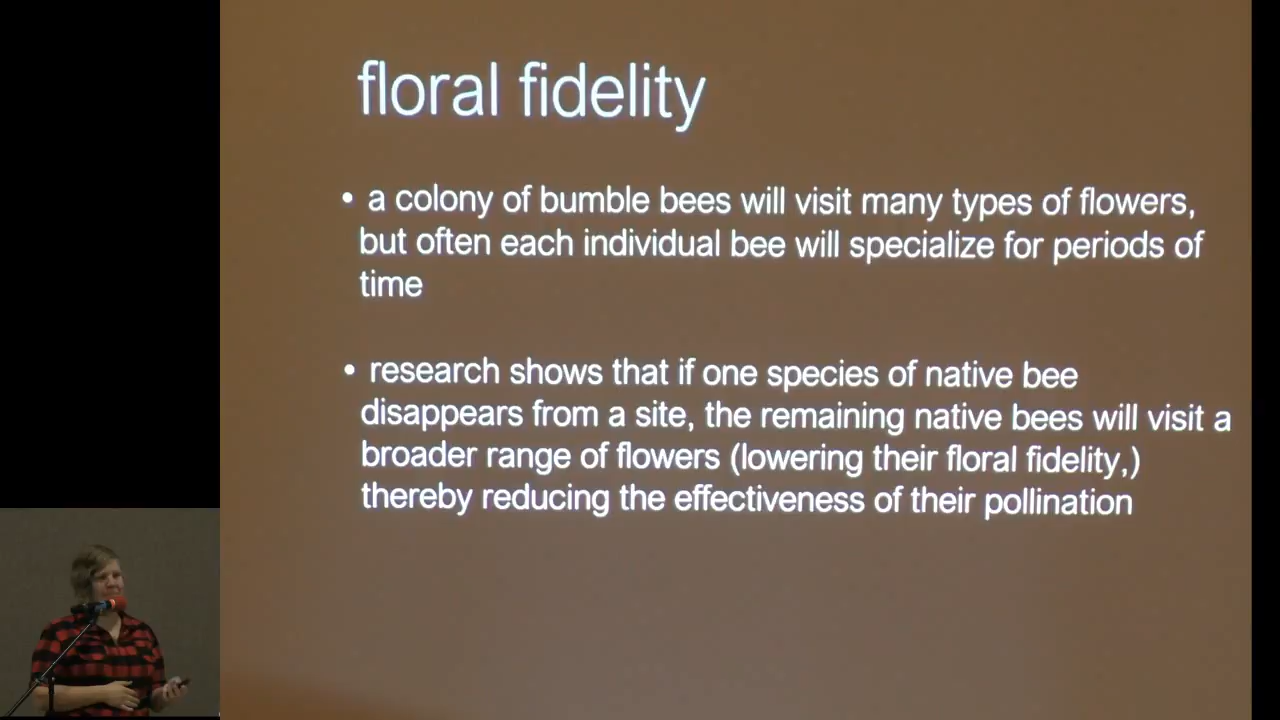 floral fidelity
• a colony of bumble bees will visit many types of flowers,
but often each individual bee will specialize for periods of
time
• research shows that if one species of native bee
disappears from a site, the remaining native bees will visit a
broader range of flowers (lowering their floral fidelity,)
thereby reducing the effectiveness of their pollination